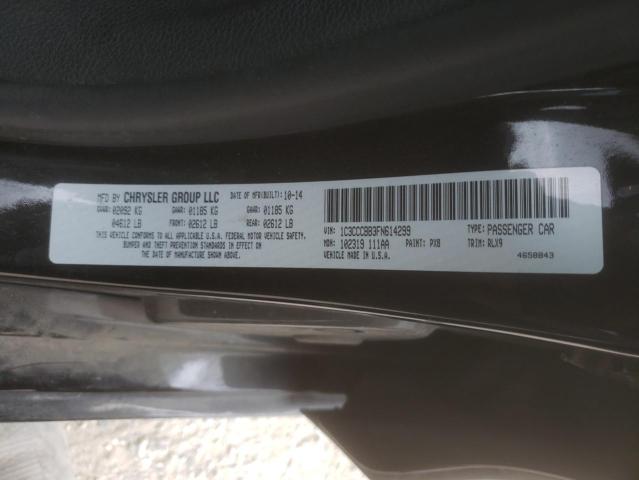 MFD BY CHRYSLER GROUP LLC DATE OF MFR(BUILT): 10-14
GVWR: 02092 KG GAWR: 01185 KG GAWR: 01185 KG
04612 LB FRONT: 02612 LB REAR: 02612 LB
THIS VEHICLE CONFORMS TO ALL APPLICABLE U.S.A. FEDERAL MOTOR VEHICLE SAFETY,
BUMPER AND THEFT PREVENTION STANDARDS IN EFFECT ON
THE DATE OF MANUFACTURE SHOWN ABOVE.
VIN: 1C3CCCBB3FN614299 TYPE: PASSENGER CAR
MDH: 102319 111AA PAINT: PX8 TRIM: RLX9
VEHICLE MADE IN U.S.A. 4658843